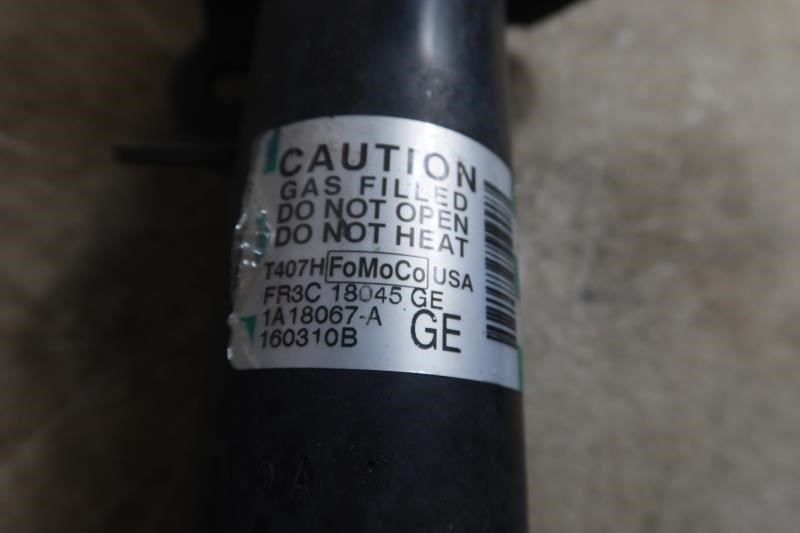 CAUTION
GAS FILLED
DO NOT OPEN
DO NOT HEAT
T407H FoMoCo USA
FR3C 18045 GE
1A18067-A GE
160310B